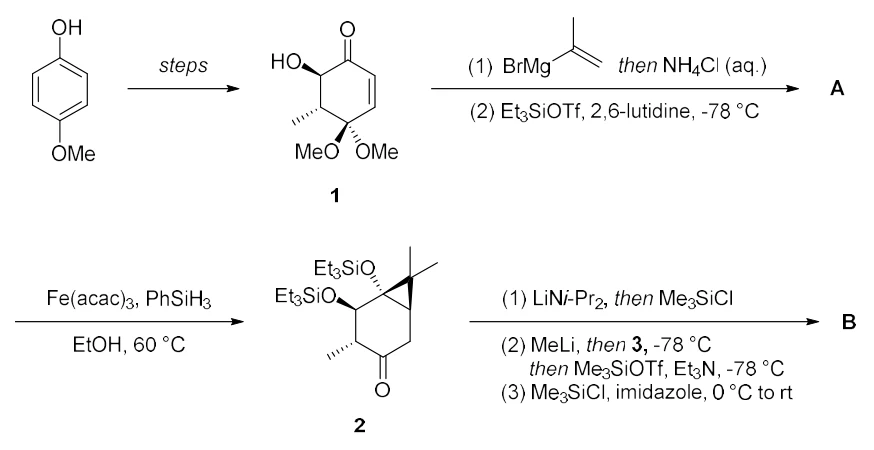 OH
OMe
steps
HO
O
MeO OMe
1
(1) BrMg then NH4Cl (aq.)
(2) Et3SiOTf, 2,6-lutidine, -78 °C
A
Fe(acac)3, PhSiH3
EtOH, 60 °C
Et3SiO
Et3SiO
O
2
(1) LiNi-Pr2, then Me3SiCl
(2) MeLi, then 3, -78 °C
then Me3SiOTf, Et3N, -78 °C
(3) Me3SiCl, imidazole, 0 °C to rt
B